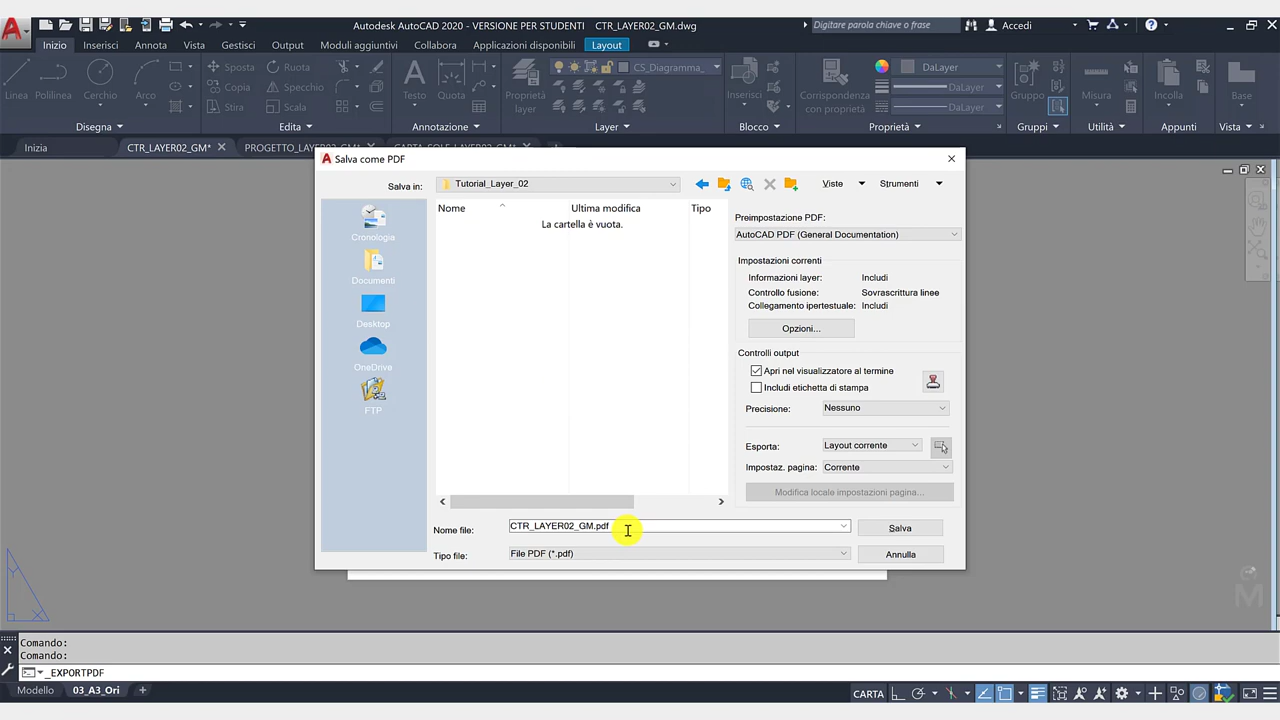 Autodesk AutoCAD 2020 - VERSIONE PER STUDENTI CTR_LAYER02_GM.dwg
Digitare parola chiave o frase
Accedi
Inizio Inserisci Annota Vista Gestisci Output Moduli aggiuntivi Collabora Applicazioni disponibili Layout
Linea Polilinea Cerchio Arco
Sposta Ruota
Copia Specchio
Stira Scala
Testo Quota
Proprietà
layer
CS_Diagramma_
Inserisci
Corrispondenza
con proprietà
DaLayer
DaLayer
DaLayer
Gruppo Misura Incolla Base
Disegna Edita Annotazione Layer Blocco Proprietà Gruppi Utilità Appunti Vista
Inizia CTR_LAYER02_GM* PROGETTO_LAYER02_GM* CARTA_SOLE_LAYER02_GM*
Salva come PDF
Salva in: Tutorial_Layer_02
Viste Strumenti
Nome Ultima modifica Tipo
La cartella è vuota.
Cronologia
Documenti
Desktop
OneDrive
FTP
Preimpostazione PDF:
AutoCAD PDF (General Documentation)
Impostazioni correnti
Informazioni layer: Includi
Controllo fusione: Sovrascrittura linee
Collegamento ipertestuale: Includi
Opzioni...
Controlli output
Apri nel visualizzatore al termine
Includi etichetta di stampa
Precisione: Nessuno
Esporta: Layout corrente
Impostaz. pagina: Corrente
Modifica locale impostazioni pagina...
Nome file: CTR_LAYER02_GM.pdf
Salva
Tipo file: File PDF (*.pdf)
Annulla
X
M
Comando:
Comando:
_EXPORTPDF
Modello 03_A3_Ori
CARTA